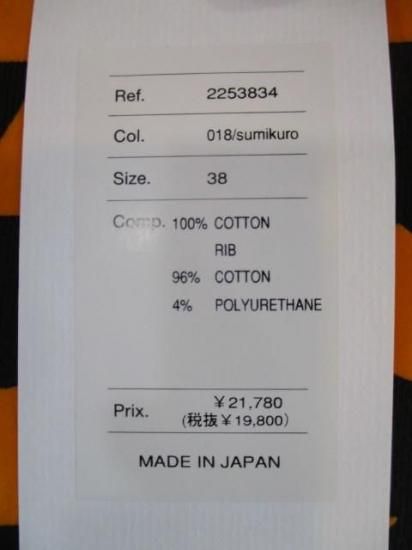 Ref. 2253834
Col. 018/sumikuro
Size. 38
Comp. 100% COTTON
RIB
96% COTTON
4% POLYURETHANE
Prix. ¥21,780
(税抜¥19,800)
MADE IN JAPAN